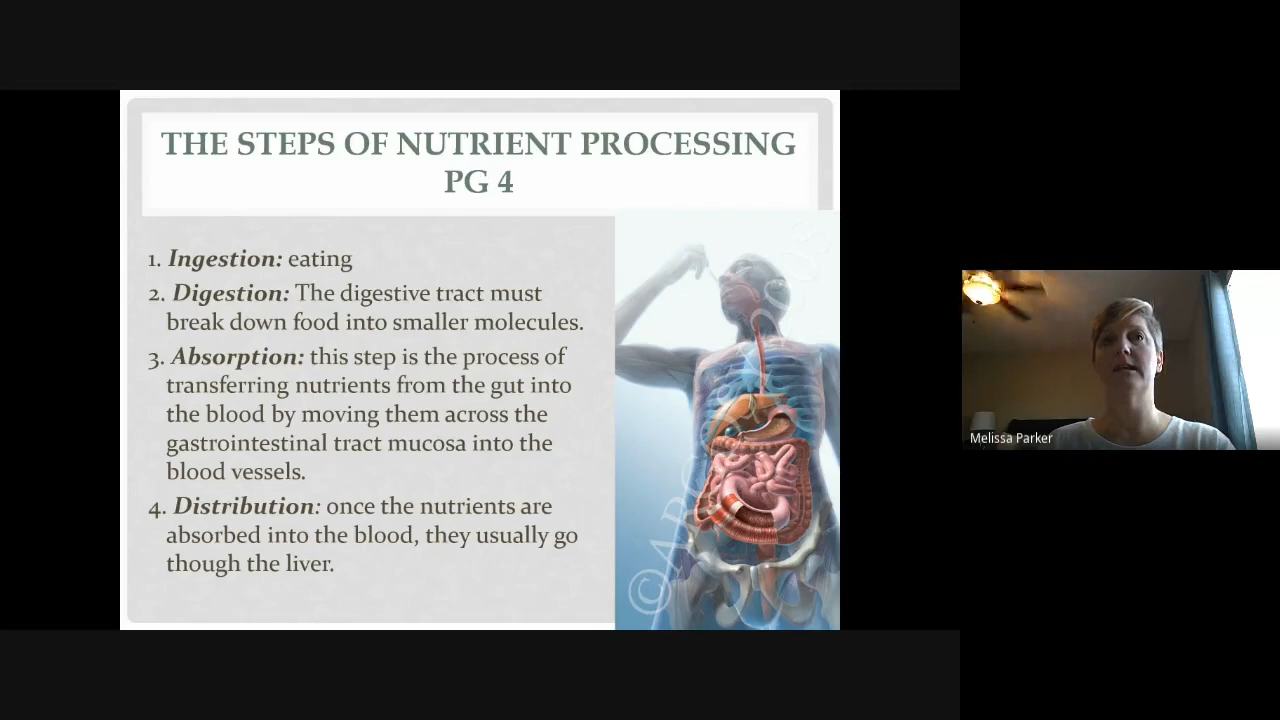 THE STEPS OF NUTRIENT PROCESSING
PG 4
1. Ingestion: eating
2. Digestion: The digestive tract must
break down food into smaller molecules.
3. Absorption: this step is the process of
transferring nutrients from the gut into
the blood by moving them across the
gastrointestinal tract mucosa into the
blood vessels.
4. Distribution: once the nutrients are
absorbed into the blood, they usually go
though the liver.
Melissa Parker